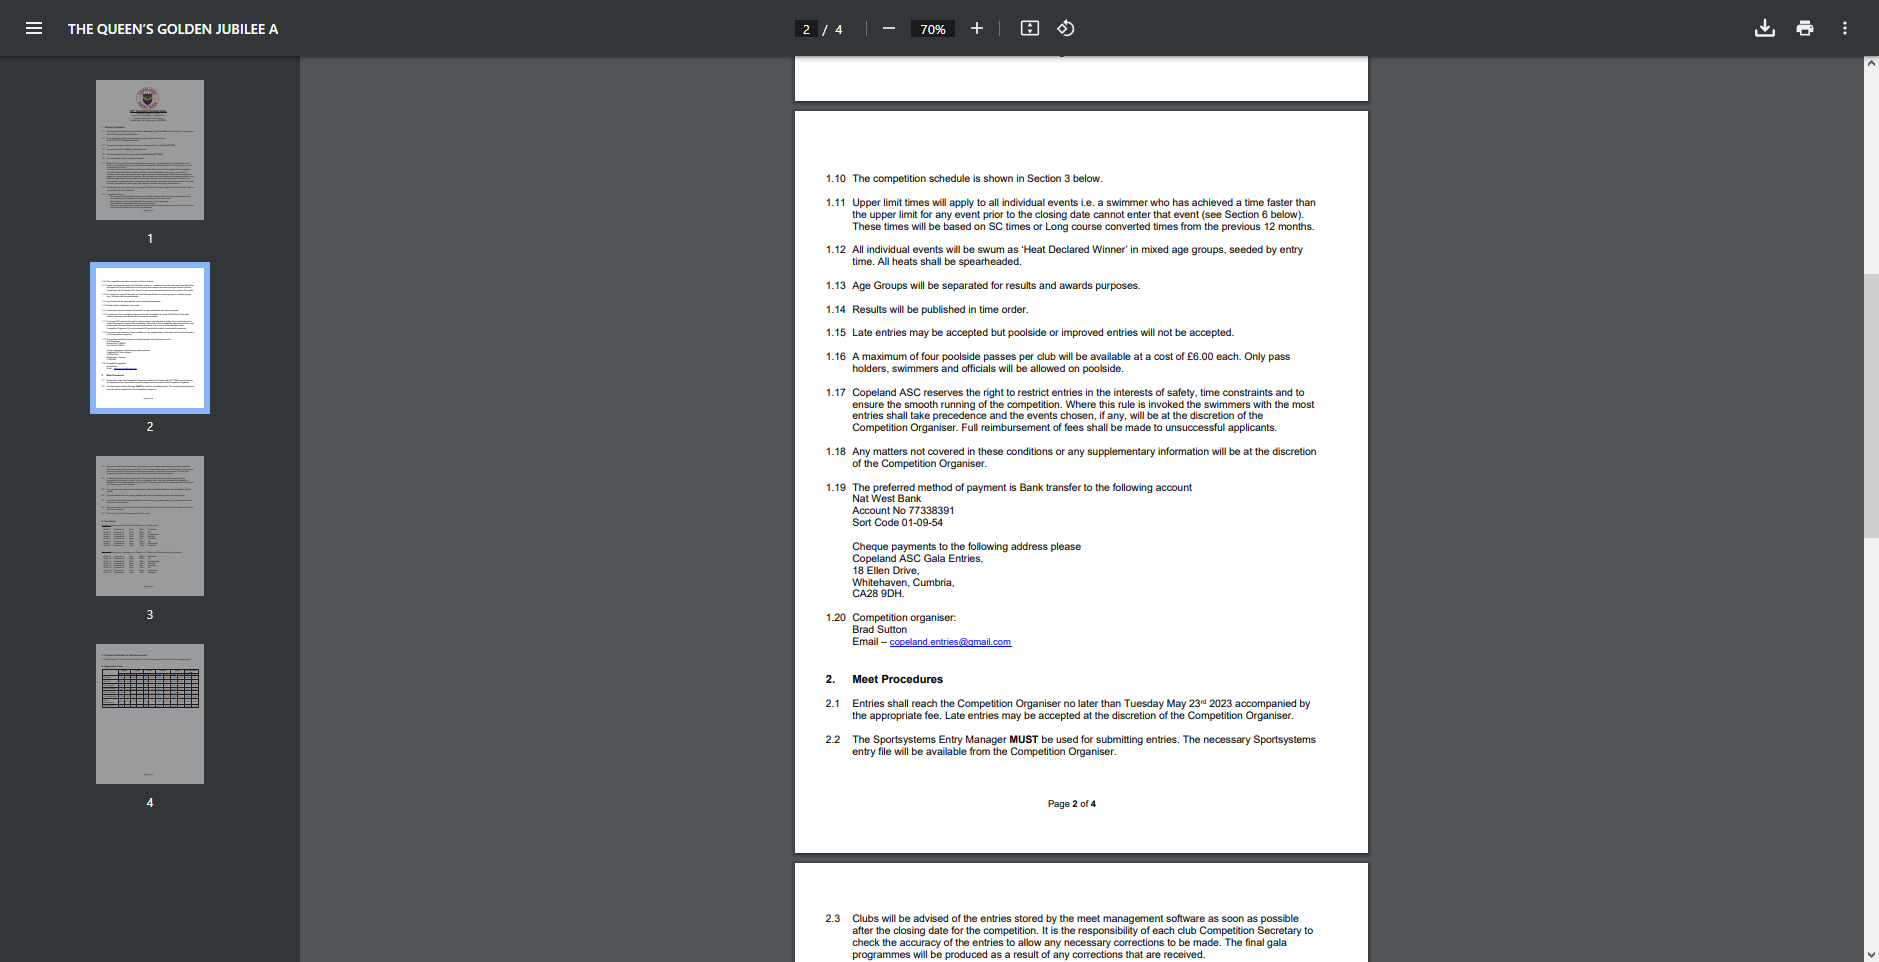 THE QUEEN'S GOLDEN JUBILEE A
2 / 4
70%
1
2
3
4
1.10 The competition schedule is shown in Section 3 below.
1.11 Upper limit times will apply to all individual events i.e. a swimmer who has achieved a time faster than
the upper limit for any event prior to the closing date cannot enter that event (see Section 6 below).
These times will be based on SC times or Long course converted times from the previous 12 months.
1.12 All individual events will be swum as ‘Heat Declared Winner’ in mixed age groups, seeded by entry
time. All heats shall be spearheaded.
1.13 Age Groups will be separated for results and awards purposes.
1.14 Results will be published in time order.
1.15 Late entries may be accepted but poolside or improved entries will not be accepted.
1.16 A maximum of four poolside passes per club will be available at a cost of £6.00 each. Only pass
holders, swimmers and officials will be allowed on poolside.
1.17 Copeland ASC reserves the right to restrict entries in the interests of safety, time constraints and to
ensure the smooth running of the competition. Where this rule is invoked the swimmers with the most
entries shall take precedence and the events chosen, if any, will be at the discretion of the
Competition Organiser. Full reimbursement of fees shall be made to unsuccessful applicants.
1.18 Any matters not covered in these conditions or any supplementary information will be at the discretion
of the Competition Organiser.
1.19 The preferred method of payment is Bank transfer to the following account
Nat West Bank
Account No 77338391
Sort Code 01-09-54
Cheque payments to the following address please
Copeland ASC Gala Entries,
18 Ellen Drive,
Whitehaven, Cumbria,
CA28 9DH.
1.20 Competition organiser:
Brad Sutton
Email – copeland.entries@gmail.com
2. Meet Procedures
2.1 Entries shall reach the Competition Organiser no later than Tuesday May 23rd 2023 accompanied by
the appropriate fee. Late entries may be accepted at the discretion of the Competition Organiser.
2.2 The Sportsystems Entry Manager MUST be used for submitting entries. The necessary Sportsystems
entry file will be available from the Competition Organiser.
Page 2 of 4
2.3 Clubs will be advised of the entries stored by the meet management software as soon as possible
after the closing date for the competition. It is the responsibility of each club Competition Secretary to
check the accuracy of the entries to allow any necessary corrections to be made. The final gala
programmes will be produced as a result of any corrections that are received.